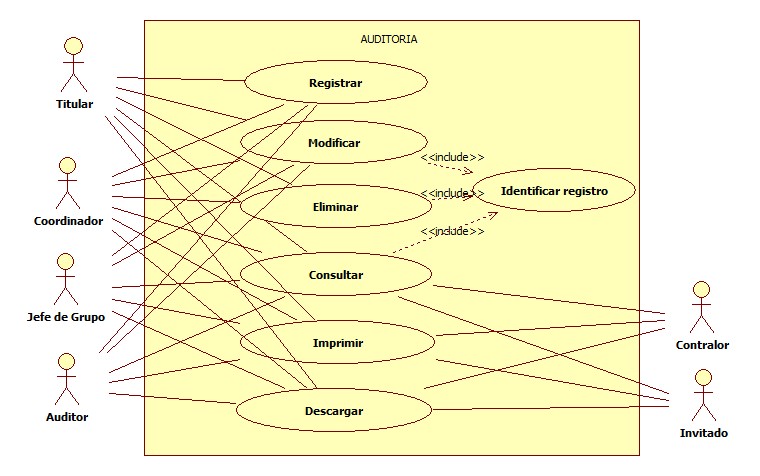 AUDITORIA
Titular
Registrar
Modificar
<<include>>
Coordinador
Eliminar
<<include>>
Identificar registro
<<include>>
Jefe de Grupo
Consultar
Imprimir
Contralor
Auditor
Descargar
Invitado